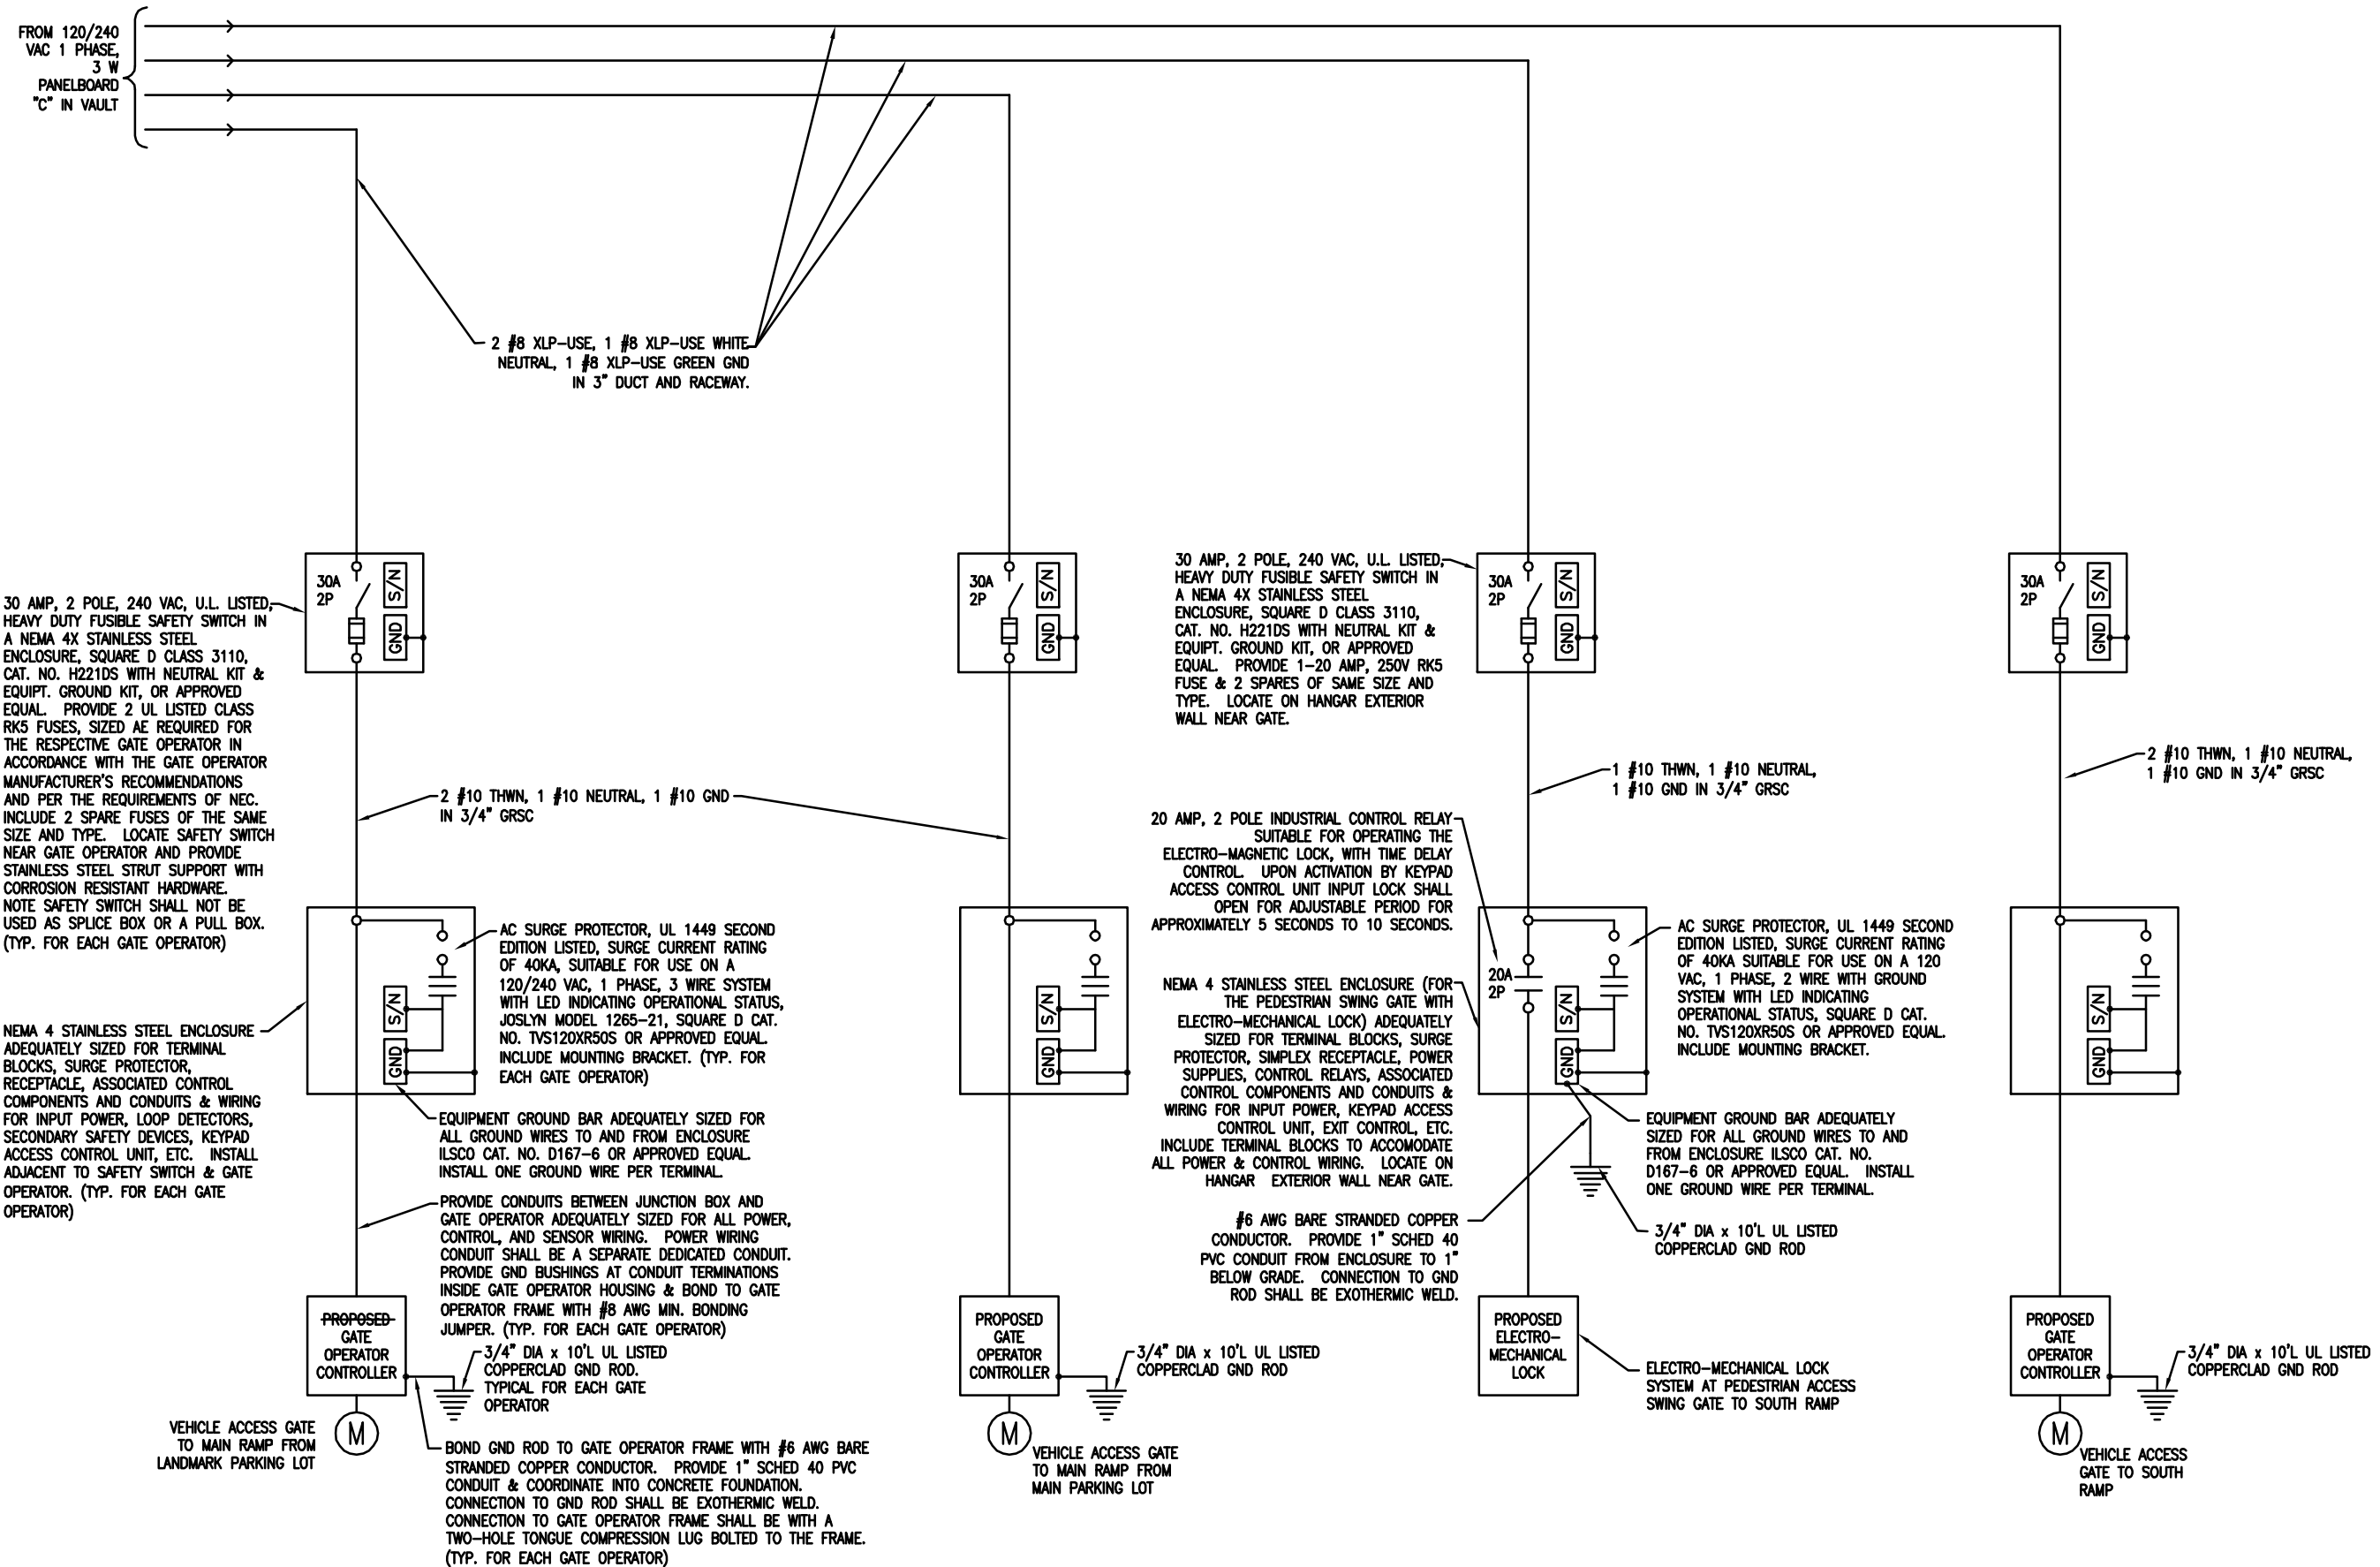 FROM 120/240
VAC 1 PHASE,
3 W
PANELBOARD
"C" IN VAULT
2 #8 XLP-USE, 1 #8 XLP-USE WHITE
NEUTRAL, 1 #8 XLP-USE GREEN GND
IN 3" DUCT AND RACEWAY.
30 AMP, 2 POLE, 240 VAC, U.L. LISTED,
HEAVY DUTY FUSIBLE SAFETY SWITCH IN
A NEMA 4X STAINLESS STEEL
ENCLOSURE, SQUARE D CLASS 3110,
CAT. NO. H221DS WITH NEUTRAL KIT &
EQUIPT. GROUND KIT, OR APPROVED
EQUAL. PROVIDE 2 UL LISTED CLASS
RK5 FUSES, SIZED AE REQUIRED FOR
THE RESPECTIVE GATE OPERATOR IN
ACCORDANCE WITH THE GATE OPERATOR
MANUFACTURER'S RECOMMENDATIONS
AND PER THE REQUIREMENTS OF NEC.
INCLUDE 2 SPARE FUSES OF THE SAME
SIZE AND TYPE. LOCATE SAFETY SWITCH
NEAR GATE OPERATOR AND PROVIDE
STAINLESS STEEL STRUT SUPPORT WITH
CORROSION RESISTANT HARDWARE.
NOTE SAFETY SWITCH SHALL NOT BE
USED AS SPLICE BOX OR A PULL BOX.
(TYP. FOR EACH GATE OPERATOR)
30A
2P
S/N
GND
30A
2P
S/N
GND
30 AMP, 2 POLE, 240 VAC, U.L. LISTED,
HEAVY DUTY FUSIBLE SAFETY SWITCH IN
A NEMA 4X STAINLESS STEEL
ENCLOSURE, SQUARE D CLASS 3110,
CAT. NO. H221DS WITH NEUTRAL KIT &
EQUIPT. GROUND KIT, OR APPROVED
EQUAL. PROVIDE 1-20 AMP, 250V RK5
FUSE & 2 SPARES OF SAME SIZE AND
TYPE. LOCATE ON HANGAR EXTERIOR
WALL NEAR GATE.
30A
2P
S/N
GND
30A
2P
S/N
GND
2 #10 THWN, 1 #10 NEUTRAL, 1 #10 GND
IN 3/4" GRSC
1 #10 THWN, 1 #10 NEUTRAL,
1 #10 GND IN 3/4" GRSC
2 #10 THWN, 1 #10 NEUTRAL,
1 #10 GND IN 3/4" GRSC
20 AMP, 2 POLE INDUSTRIAL CONTROL RELAY
SUITABLE FOR OPERATING THE
ELECTRO-MAGNETIC LOCK, WITH TIME DELAY
CONTROL. UPON ACTIVATION BY KEYPAD
ACCESS CONTROL UNIT INPUT LOCK SHALL
OPEN FOR ADJUSTABLE PERIOD FOR
APPROXIMATELY 5 SECONDS TO 10 SECONDS.
NEMA 4 STAINLESS STEEL ENCLOSURE
ADEQUATELY SIZED FOR TERMINAL
BLOCKS, SURGE PROTECTOR,
RECEPTACLE, ASSOCIATED CONTROL
COMPONENTS AND CONDUITS & WIRING
FOR INPUT POWER, LOOP DETECTORS,
SECONDARY SAFETY DEVICES, KEYPAD
ACCESS CONTROL UNIT, ETC. INSTALL
ADJACENT TO SAFETY SWITCH & GATE
OPERATOR. (TYP. FOR EACH GATE
OPERATOR)
S/N
GND
AC SURGE PROTECTOR, UL 1449 SECOND
EDITION LISTED, SURGE CURRENT RATING
OF 40KA, SUITABLE FOR USE ON A
120/240 VAC, 1 PHASE, 3 WIRE SYSTEM
WITH LED INDICATING OPERATIONAL STATUS,
JOSLYN MODEL 1265-21, SQUARE D CAT.
NO. TVS120XR50S OR APPROVED EQUAL.
INCLUDE MOUNTING BRACKET. (TYP. FOR
EACH GATE OPERATOR)
EQUIPMENT GROUND BAR ADEQUATELY SIZED FOR
ALL GROUND WIRES TO AND FROM ENCLOSURE
ILSCO CAT. NO. D167-6 OR APPROVED EQUAL.
INSTALL ONE GROUND WIRE PER TERMINAL.
PROVIDE CONDUITS BETWEEN JUNCTION BOX AND
GATE OPERATOR ADEQUATELY SIZED FOR ALL POWER,
CONTROL, AND SENSOR WIRING. POWER WIRING
CONDUIT SHALL BE A SEPARATE DEDICATED CONDUIT.
PROVIDE GND BUSHINGS AT CONDUIT TERMINATIONS
INSIDE GATE OPERATOR HOUSING & BOND TO GATE
OPERATOR FRAME WITH #8 AWG MIN. BONDING
JUMPER. (TYP. FOR EACH GATE OPERATOR)
S/N
GND
NEMA 4 STAINLESS STEEL ENCLOSURE (FOR
THE PEDESTRIAN SWING GATE WITH
ELECTRO-MECHANICAL LOCK) ADEQUATELY
SIZED FOR TERMINAL BLOCKS, SURGE
PROTECTOR, SIMPLEX RECEPTACLE, POWER
SUPPLIES, CONTROL RELAYS, ASSOCIATED
CONTROL COMPONENTS AND CONDUITS &
WIRING FOR INPUT POWER, KEYPAD ACCESS
CONTROL UNIT, EXIT CONTROL, ETC.
INCLUDE TERMINAL BLOCKS TO ACCOMODATE
ALL POWER & CONTROL WIRING. LOCATE ON
HANGAR EXTERIOR WALL NEAR GATE.
20A
2P
S/N
GND
AC SURGE PROTECTOR, UL 1449 SECOND
EDITION LISTED, SURGE CURRENT RATING
OF 40KA SUITABLE FOR USE ON A 120
VAC, 1 PHASE, 2 WIRE WITH GROUND
SYSTEM WITH LED INDICATING
OPERATIONAL STATUS, SQUARE D CAT.
NO. TVS120XR50S OR APPROVED EQUAL.
INCLUDE MOUNTING BRACKET.
EQUIPMENT GROUND BAR ADEQUATELY
SIZED FOR ALL GROUND WIRES TO AND
FROM ENCLOSURE ILSCO CAT. NO.
D167-6 OR APPROVED EQUAL. INSTALL
ONE GROUND WIRE PER TERMINAL.
S/N
GND
#6 AWG BARE STRANDED COPPER
CONDUCTOR. PROVIDE 1" SCHED 40
PVC CONDUIT FROM ENCLOSURE TO 1"
BELOW GRADE. CONNECTION TO GND
ROD SHALL BE EXOTHERMIC WELD.
3/4" DIA x 10'L UL LISTED
COPPERCLAD GND ROD
PROPOSED
GATE
OPERATOR
CONTROLLER
M
VEHICLE ACCESS GATE
TO MAIN RAMP FROM
LANDMARK PARKING LOT
3/4" DIA x 10'L UL LISTED
COPPERCLAD GND ROD.
TYPICAL FOR EACH GATE
OPERATOR
BOND GND ROD TO GATE OPERATOR FRAME WITH #6 AWG BARE
STRANDED COPPER CONDUCTOR. PROVIDE 1" SCHED 40 PVC
CONDUIT & COORDINATE INTO CONCRETE FOUNDATION.
CONNECTION TO GND ROD SHALL BE EXOTHERMIC WELD.
CONNECTION TO GATE OPERATOR FRAME SHALL BE WITH A
TWO-HOLE TONGUE COMPRESSION LUG BOLTED TO THE FRAME.
(TYP. FOR EACH GATE OPERATOR)
PROPOSED
GATE
OPERATOR
CONTROLLER
M
3/4" DIA x 10'L UL LISTED
COPPERCLAD GND ROD
VEHICLE ACCESS GATE
TO MAIN RAMP FROM
MAIN PARKING LOT
PROPOSED
ELECTRO-
MECHANICAL
LOCK
ELECTRO-MECHANICAL LOCK
SYSTEM AT PEDESTRIAN ACCESS
SWING GATE TO SOUTH RAMP
PROPOSED
GATE
OPERATOR
CONTROLLER
M
3/4" DIA x 10'L UL LISTED
COPPERCLAD GND ROD
VEHICLE ACCESS
GATE TO SOUTH
RAMP